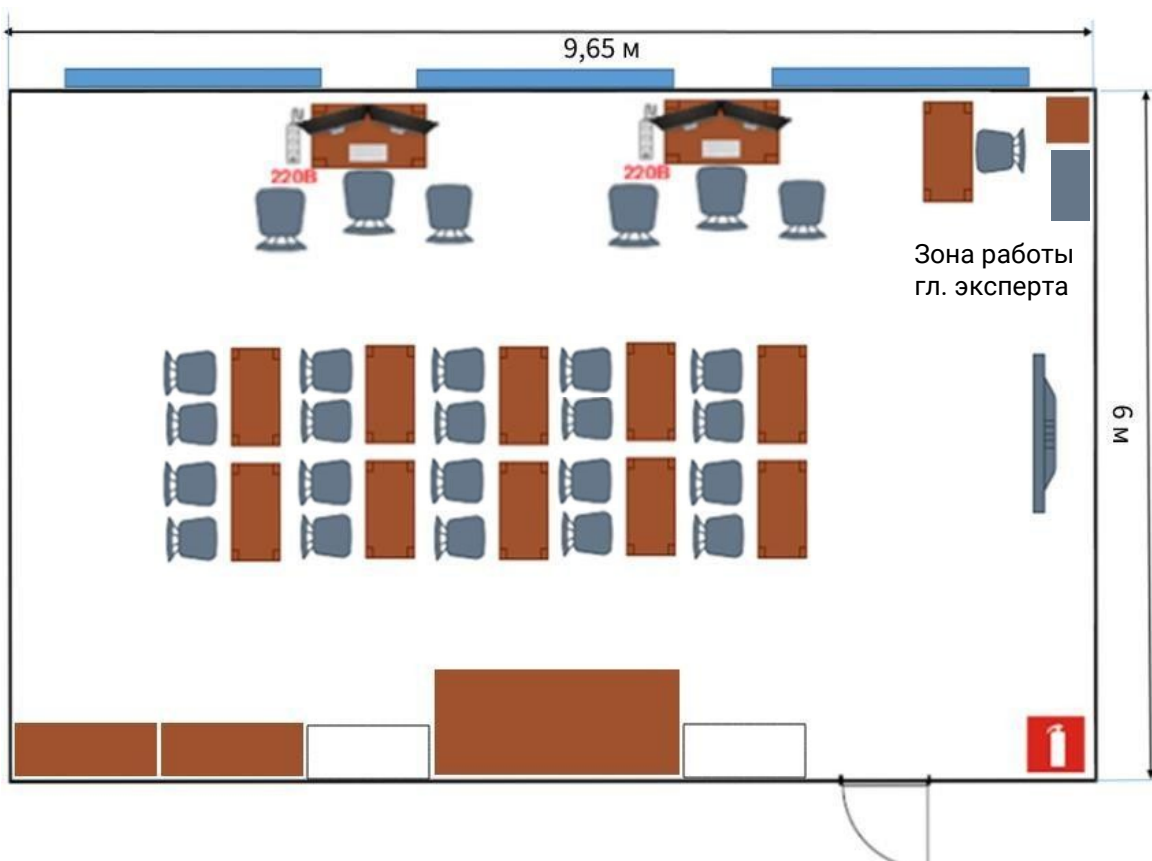 9,65 м
220В
220В
Зона работы
гл. эксперта
6 м